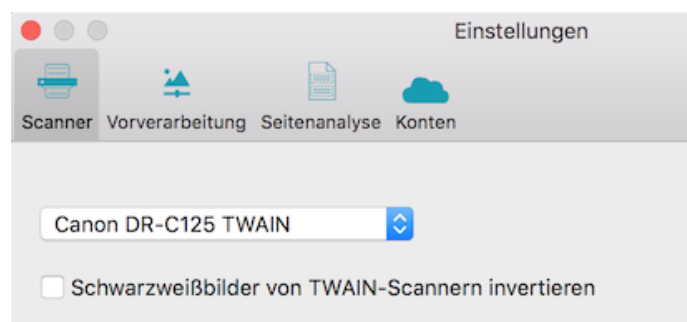 Einstellungen
Scanner Vorverarbeitung Seitenanalyse Konten
Canon DR-C125 TWAIN
Schwarzweißbilder von TWAIN-Scannern invertieren